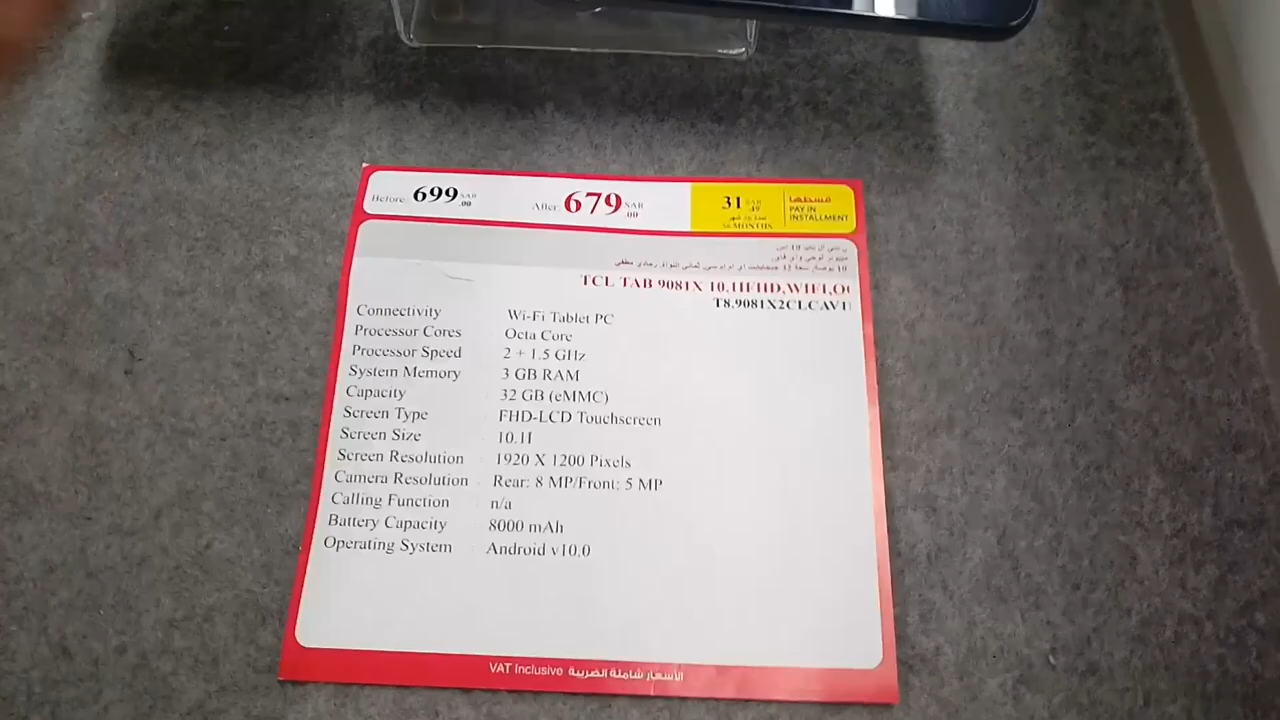 Before 699 SAR .00
After 679 SAR .00
31 SAR .49
36 MONTHS
قسطها
PAY IN
INSTALLMENT
TCL TAB 9081X 10.1IFHD,WIFI,O
T8.9081X2CLCAV1
Connectivity : Wi-Fi Tablet PC
Processor Cores : Octa Core
Processor Speed : 2 + 1.5 GHz
System Memory : 3 GB RAM
Capacity : 32 GB (eMMC)
Screen Type : FHD-LCD Touchscreen
Screen Size : 10.1I
Screen Resolution : 1920 X 1200 Pixels
Camera Resolution : Rear: 8 MP/Front: 5 MP
Calling Function : n/a
Battery Capacity : 8000 mAh
Operating System : Android v10.0
VAT Inclusive الأسعار شاملة الضريبة